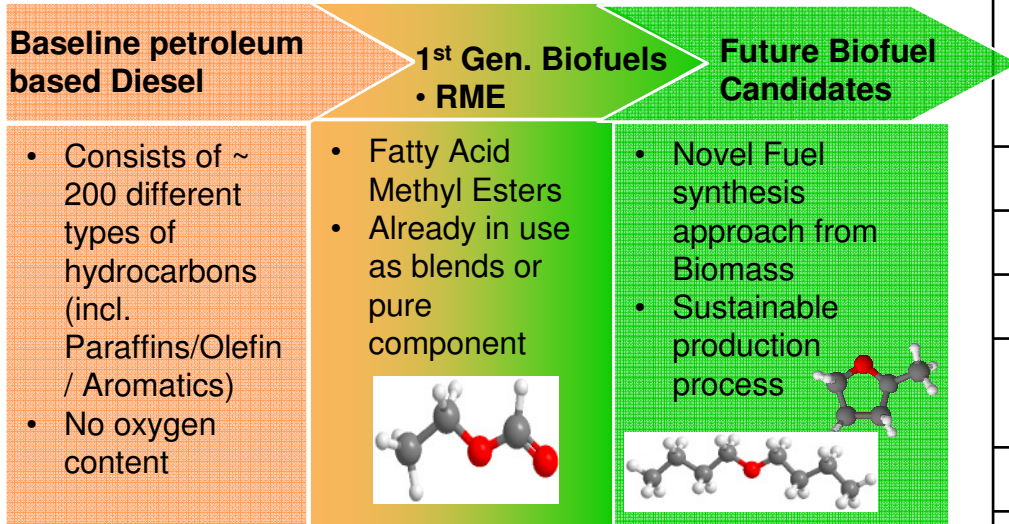 Baseline petroleum
based Diesel
1st Gen. Biofuels
• RME
Future Biofuel
Candidates
• Consists of ~
200 different
types of
hydrocarbons
(incl.
Paraffins/Olefin
/ Aromatics)
• No oxygen
content
• Fatty Acid
Methyl Esters
• Already in use
as blends or
pure
component
• Novel Fuel
synthesis
approach from
Biomass
• Sustainable
production
process